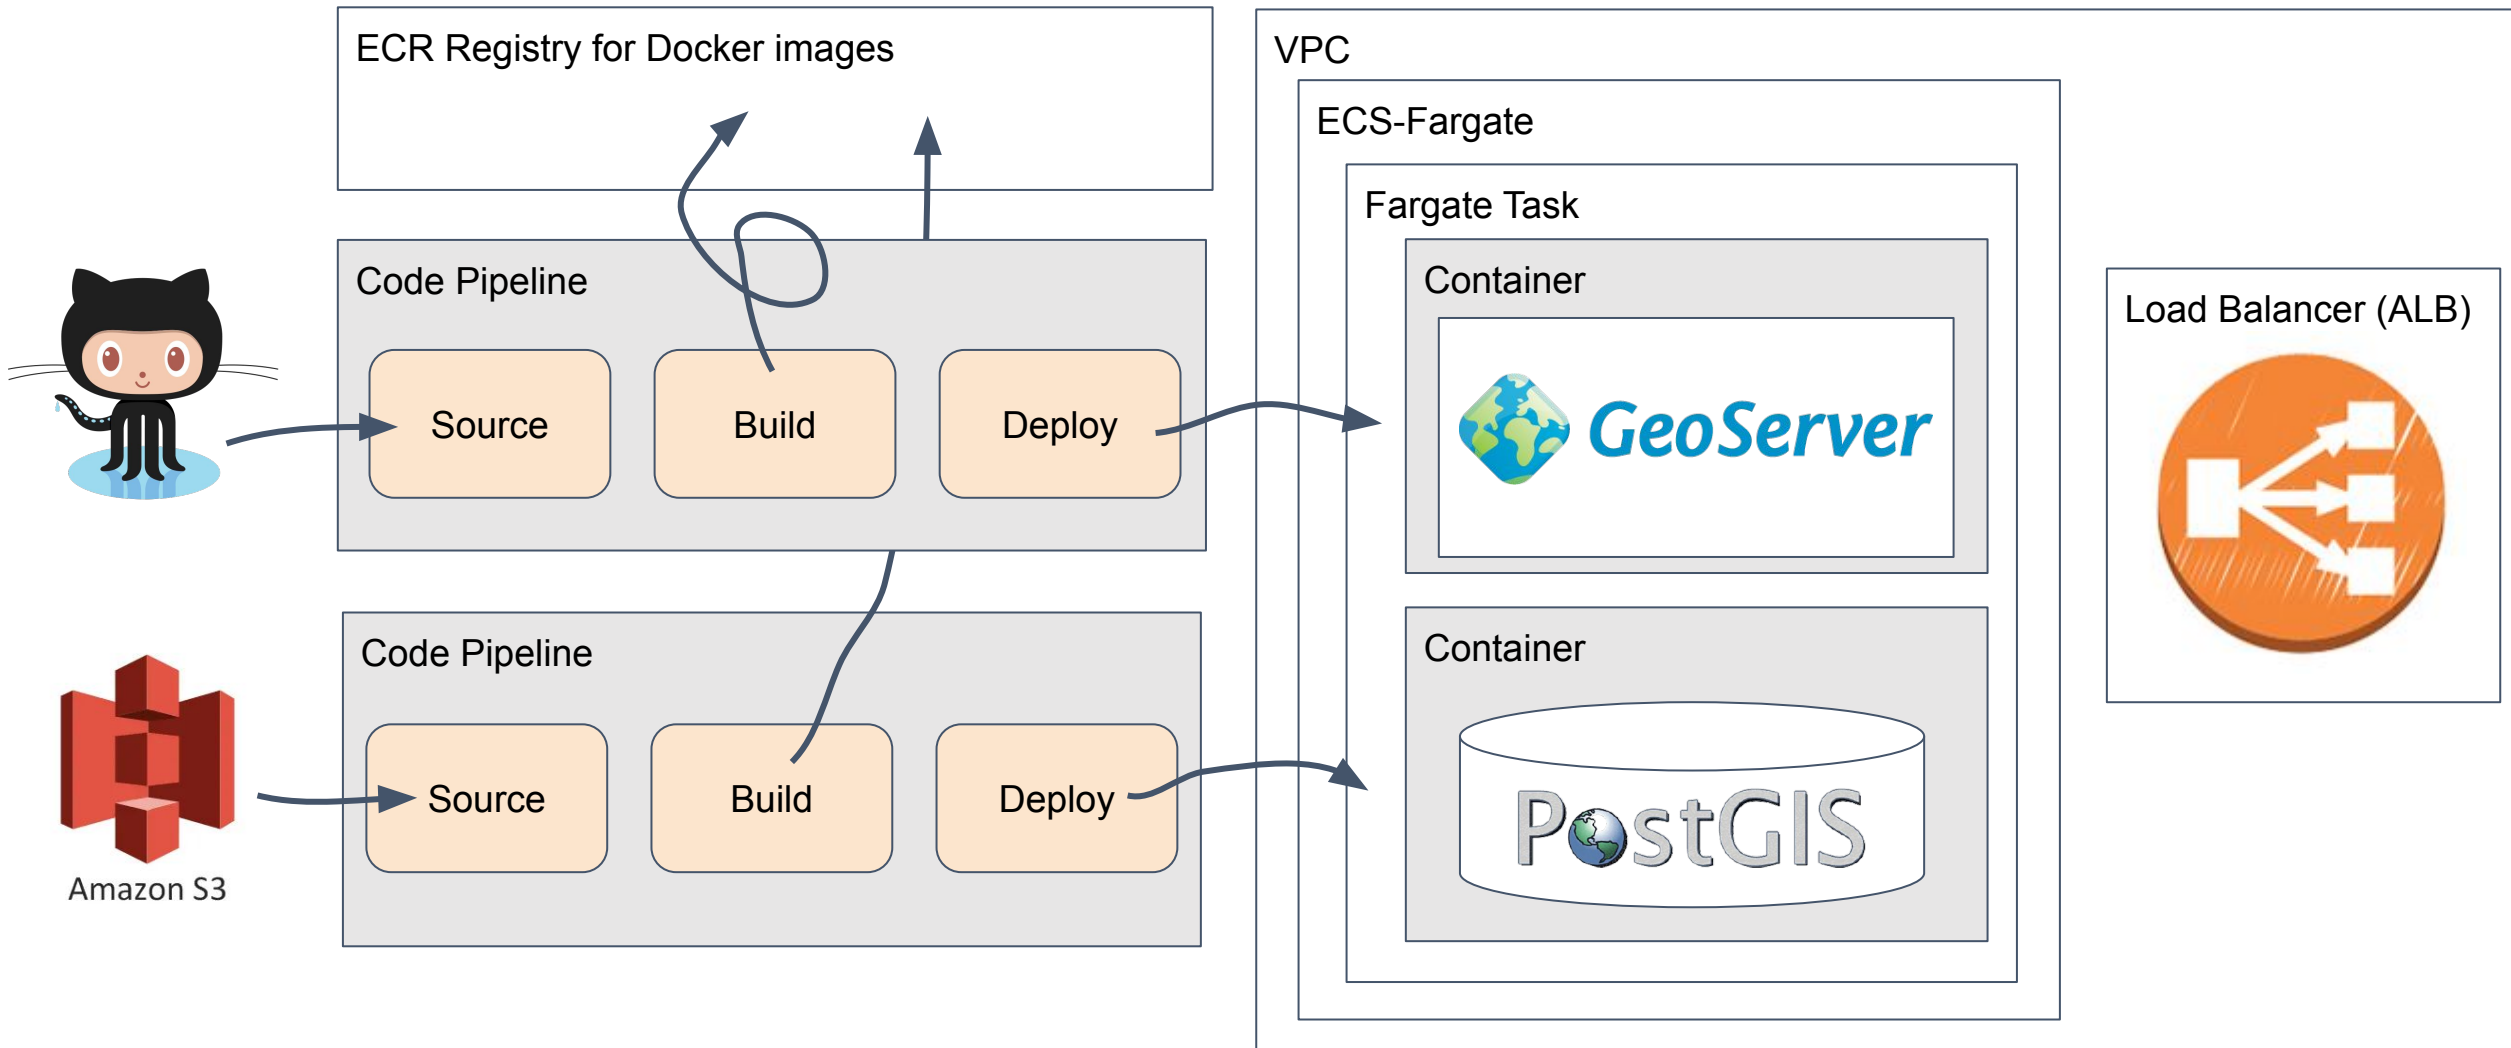 ECR Registry for Docker images
Code Pipeline
Source
Build
Deploy
Code Pipeline
Source
Build
Deploy
Amazon S3
VPC
ECS-Fargate
Fargate Task
Container
GeoServer
Container
PostGIS
Load Balancer (ALB)